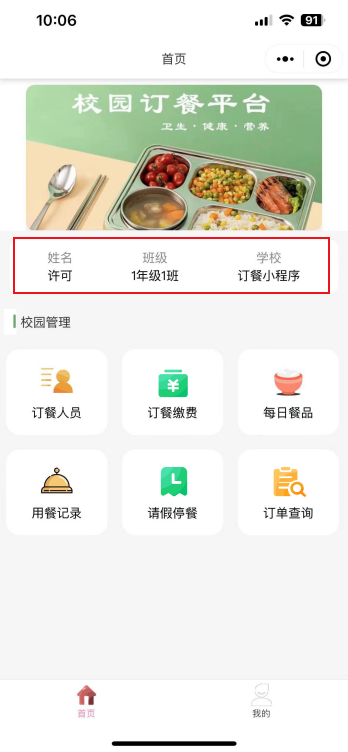 10:06
91
首页
校园订餐平台
卫生·健康·营养
姓名 班级 学校
许可 1年级1班 订餐小程序
校园管理
订餐人员 订餐缴费 每日餐品
用餐记录 请假停餐 订单查询
首页 我的